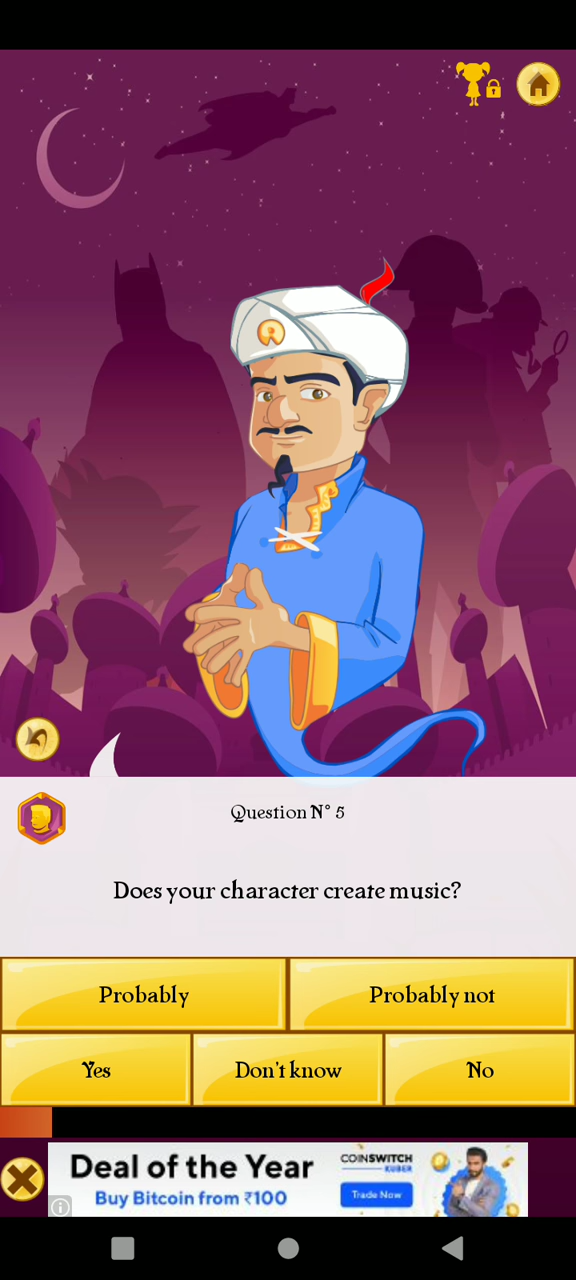 Question N° 5
Does your character create music?
Probably
Probably not
Yes
Don't know
No
Deal of the Year
Buy Bitcoin from ₹100
COINSWITCH
KUBER
Trade Now